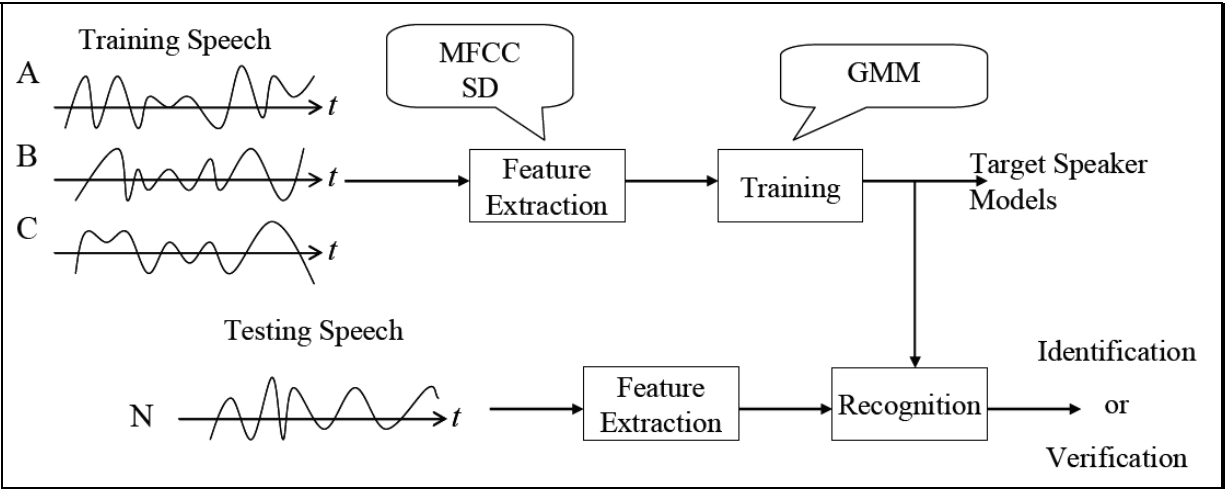 Training Speech
A
t
MFCC
SD
GMM
B
t
Feature
Extraction
Training
Target Speaker
Models
C
t
Testing Speech
N
t
Feature
Extraction
Recognition
Identification
or
Verification